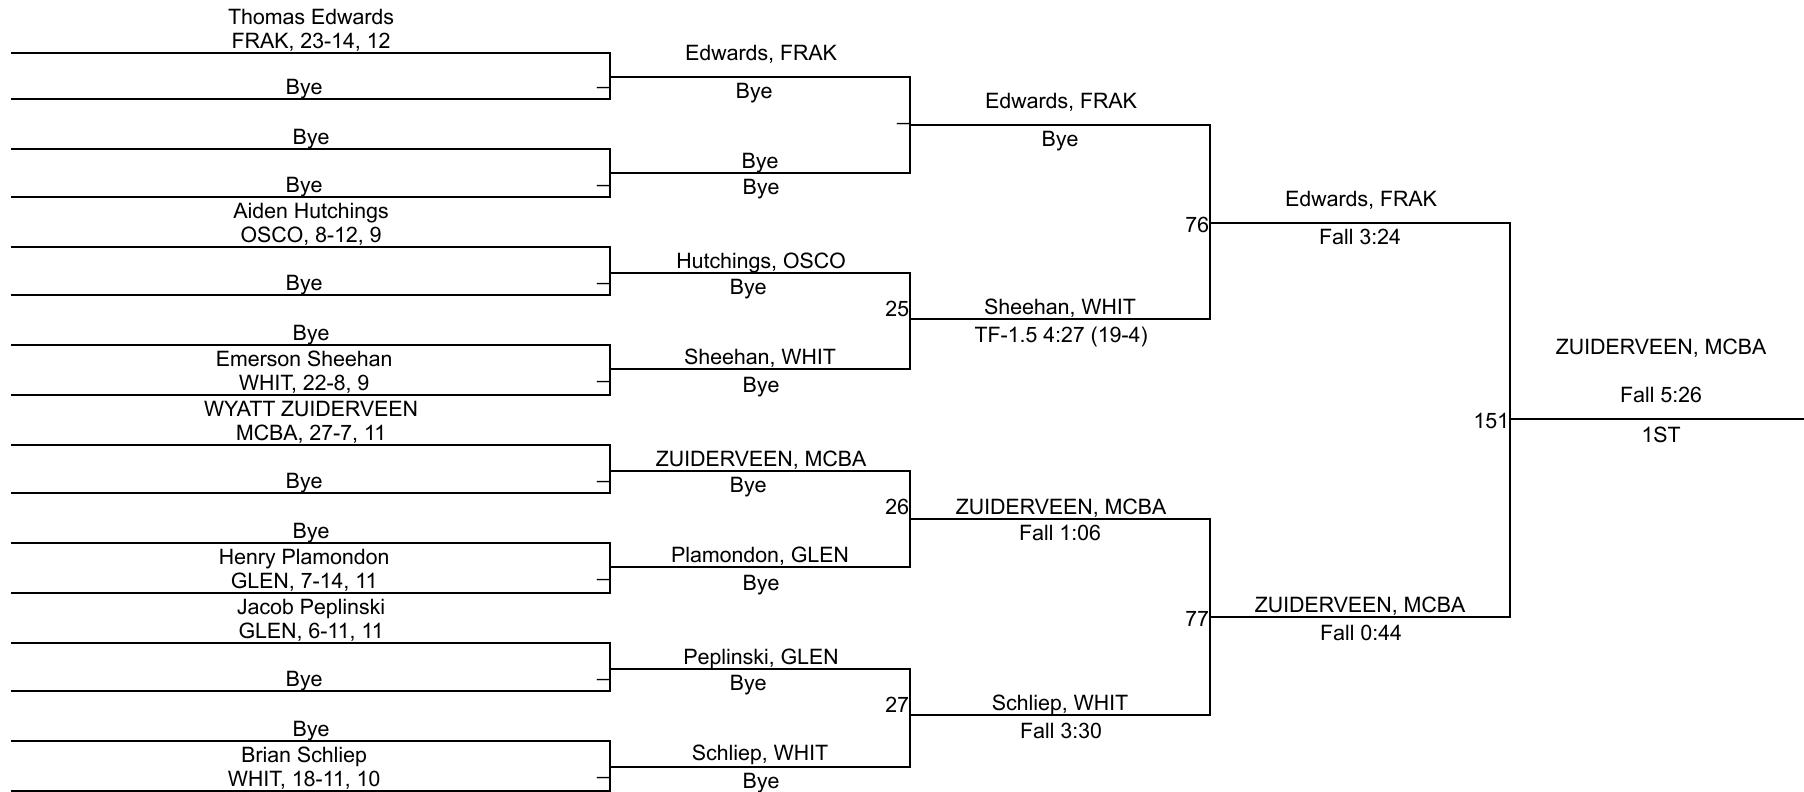 Thomas Edwards
FRAK, 23-14, 12
Bye
Bye
Bye
Aiden Hutchings
OSCO, 8-12, 9
Bye
Bye
Emerson Sheehan
WHIT, 22-8, 9
WYATT ZUIDERVEEN
MCBA, 27-7, 11
Bye
Bye
Henry Plamondon
GLEN, 7-14, 11
Jacob Peplinski
GLEN, 6-11, 11
Bye
Bye
Brian Schliep
WHIT, 18-11, 10
Edwards, FRAK
Bye
Bye
Bye
Hutchings, OSCO
Bye
25
Sheehan, WHIT
Bye
ZUIDERVEEN, MCBA
Bye
26
Plamondon, GLEN
Bye
Peplinski, GLEN
Bye
27
Schliep, WHIT
Bye
Edwards, FRAK
Bye
76
Sheehan, WHIT
TF-1.5 4:27 (19-4)
ZUIDERVEEN, MCBA
Fall 1:06
77
Schliep, WHIT
Fall 3:30
Edwards, FRAK
Fall 3:24
151
ZUIDERVEEN, MCBA
Fall 0:44
ZUIDERVEEN, MCBA
Fall 5:26
1ST